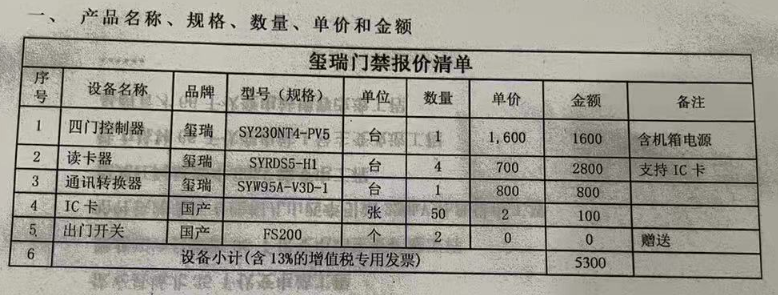 一、 产品名称、规格、数量、单价和金额
玺瑞门禁报价清单
序号 设备名称 品牌 型号（规格） 单位 数量 单价 金额 备注
1 四门控制器 玺瑞 SY230NT4-PV5 台 1 1,600 1600 含机箱电源
2 读卡器 玺瑞 SYRDS5-H1 台 4 700 2800 支持 IC 卡
3 通讯转换器 玺瑞 SYW95A-V3D-1 台 1 800 800
4 IC 卡 国产 张 50 2 100
5 出门开关 国产 FS200 个 2 0 0 赠送
6 设备小计(含 13%的增值税专用发票) 5300